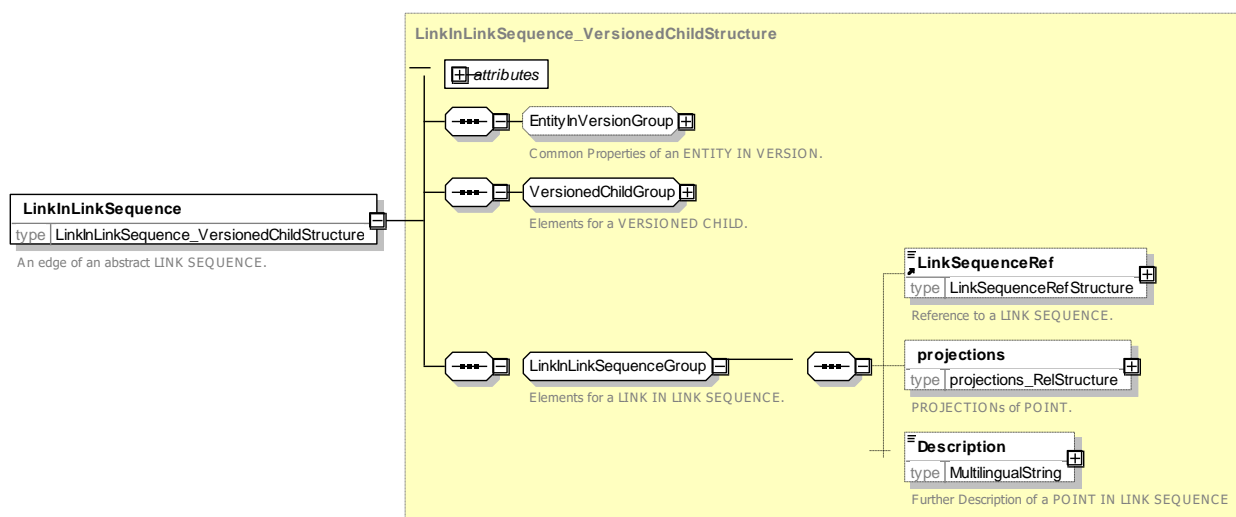 LinkInLinkSequence_VersionedChildStructure
attributes
EntityInVersionGroup
Common Properties of an ENTITY IN VERSION.
VersionedChildGroup
Elements for a VERSIONED CHILD.
LinkInLinkSequence
type LinkInLinkSequence_VersionedChildStructure
An edge of an abstract LINK SEQUENCE.
LinkSequenceRef
type LinkSequenceRefStructure
Reference to a LINK SEQUENCE.
LinkInLinkSequenceGroup
Elements for a LINK IN LINK SEQUENCE.
projections
type projections_RelStructure
PROJECTIONs of POINT.
Description
type MultilingualString
Further Description of a POINT IN LINK SEQUENCE